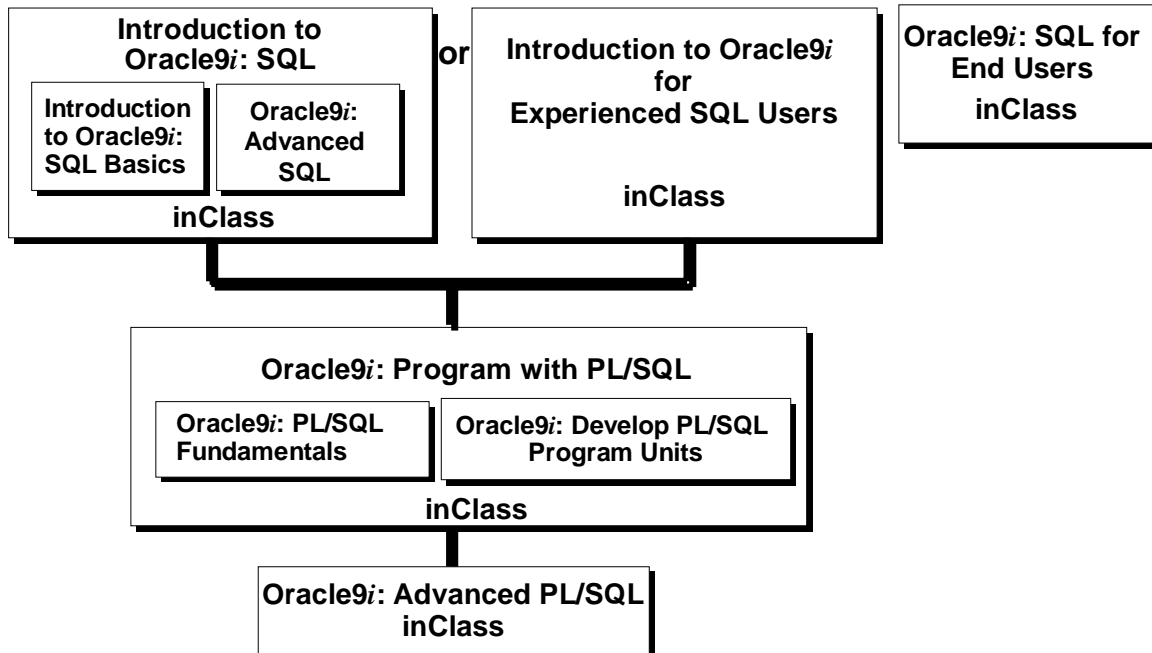 Introduction to
Oracle9i: SQL
Introduction
to Oracle9i:
SQL Basics
Oracle9i:
Advanced
SQL
inClass
or
Introduction to Oracle9i
for
Experienced SQL Users
inClass
Oracle9i: SQL for
End Users
inClass
Oracle9i: Program with PL/SQL
Oracle9i: PL/SQL
Fundamentals
Oracle9i: Develop PL/SQL
Program Units
inClass
Oracle9i: Advanced PL/SQL
inClass